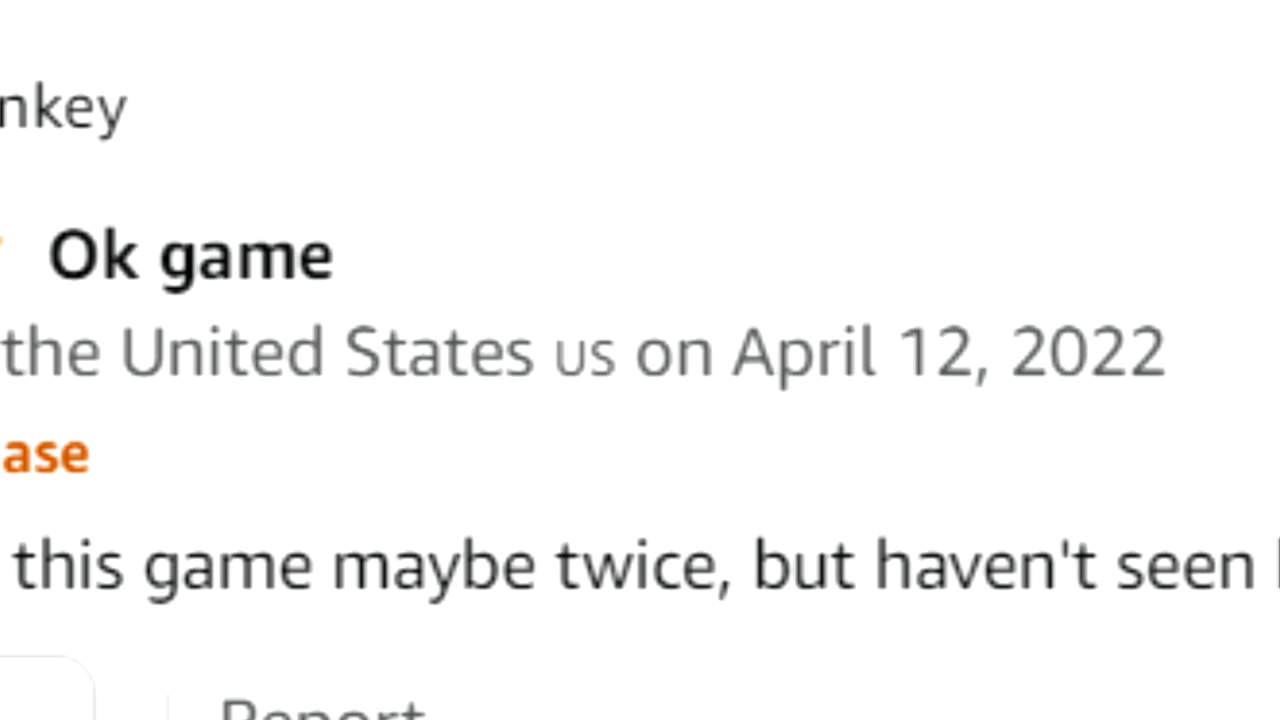 nkey
Ok game
the United States us on April 12, 2022
ase
this game maybe twice, but haven't seen
Report